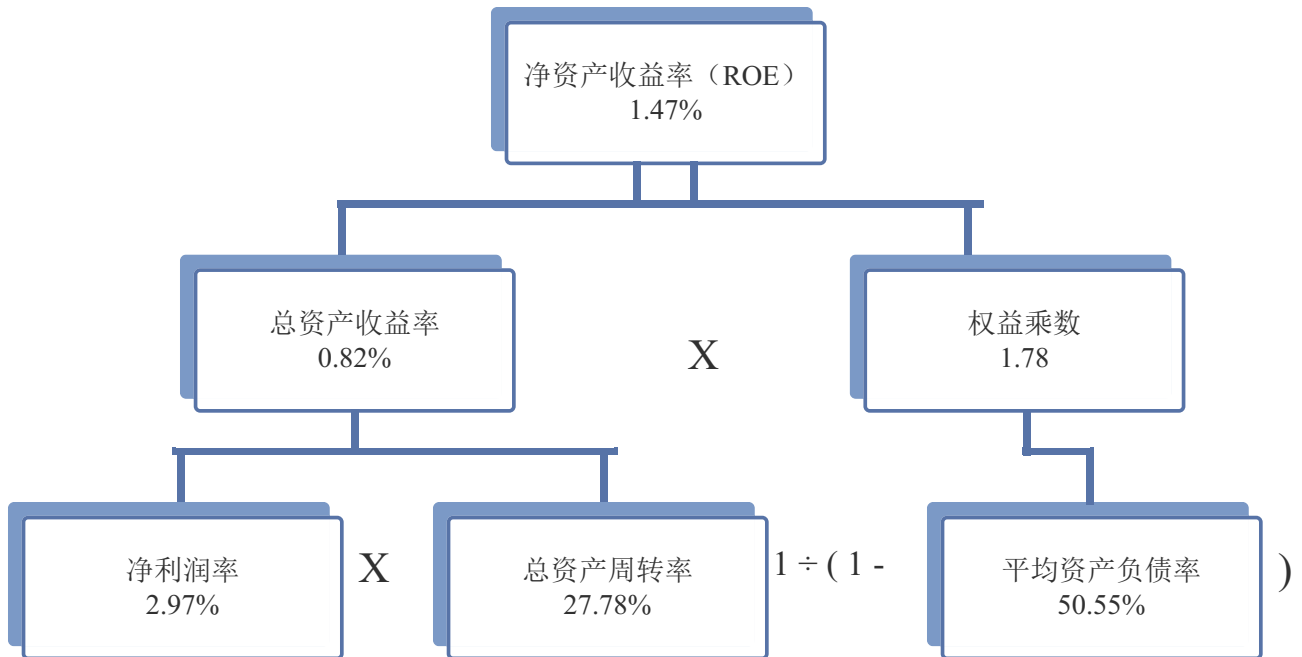 净资产收益率（ROE）
1.47%
总资产收益率
0.82%
X
权益乘数
1.78
净利润率
2.97%
X
总资产周转率
27.78%
1 ÷ ( 1 -
平均资产负债率
50.55%
)